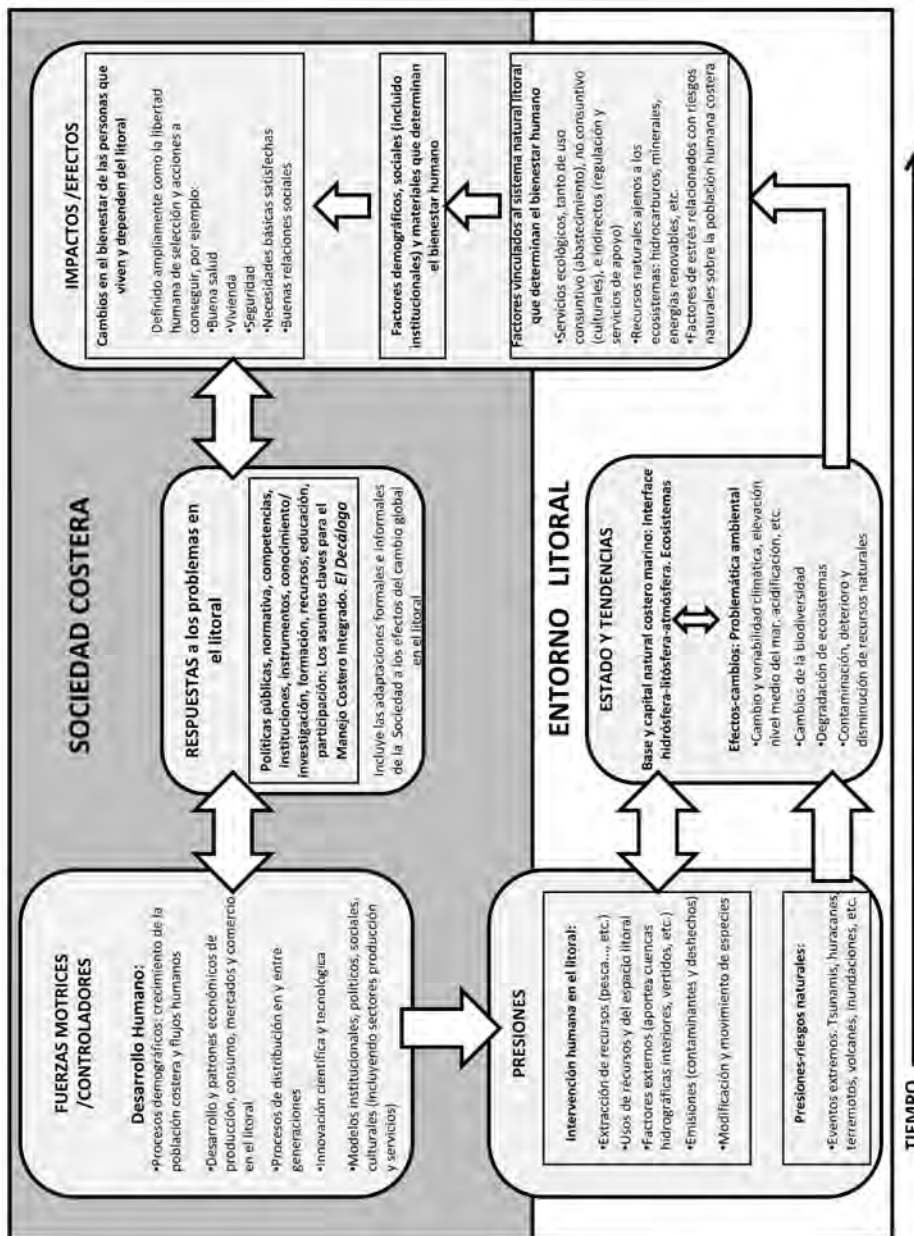 SOCIEDAD COSTERA
FUERZAS MOTRICES
/CONTROLADORES
Desarrollo Humano:
•Procesos demográficos: crecimiento de la
población costera y flujos humanos
•Desarrollo y patrones económicos de
producción, consumo, mercados y comercio
en el litoral
•Procesos de distribución en y entre
generaciones
•Innovación científica y tecnológica
•Modelos institucionales, políticos, sociales,
culturales (incluyendo sectores producción
y servicios)
RESPUESTAS a los problemas en
el litoral
Políticas públicas, normativa, competencias,
instituciones, instrumentos, conocimiento/
investigación, formación, recursos, educación,
participación: Los asuntos claves para el
Manejo Costero Integrado. El Decálogo
Incluye las adaptaciones formales e informales
de la Sociedad a los efectos del cambio global
en el litoral
IMPACTOS /EFECTOS
Cambios en el bienestar de las personas que
viven y dependen del litoral
Definido ampliamente como la libertad
humana de selección y acciones a
conseguir, por ejemplo:
•Buena salud
•Vivienda
•Seguridad
•Necesidades básicas satisfechas
•Buenas relaciones sociales
Factores demográficos, sociales (incluido
institucionales) y materiales que determinan
el bienestar humano
Factores vinculados al sistema natural litoral
que determinan el bienestar humano
•Servicios ecológicos, tanto de uso
consuntivo (abastecimiento), no consuntivo
(culturales), e indirectos (regulación y
servicios de apoyo)
•Recursos naturales ajenos a los
ecosistemas: hidrocarburos, minerales,
energías renovables, etc.
•Factores de estrés relacionados con riesgos
naturales sobre la población humana costera
ENTORNO LITORAL
PRESIONES
Intervención humana en el litoral:
•Extracción de recursos (pesca..., etc.)
•Usos de recursos y del espacio litoral
•Factores externos (aportes cuencas
hidrográficas interiores, vertidos, etc.)
•Emisiones (contaminantes y deshechos)
•Modificación y movimiento de especies
Presiones-riesgos naturales:
•Eventos extremos: Tsunamis, huracanes,
terremotos, volcanes, inundaciones, etc.
ESTADO Y TENDENCIAS
Base y capital natural costero marino: Interface
hidrósfera-litósfera-atmósfera. Ecosistemas
Efectos-cambios: Problemática ambiental
•Cambio y variabilidad climática, elevación
nivel medio del mar, acidificación, etc.
•Cambios de la biodiversidad
•Degradación de ecosistemas
•Contaminación, deterioro y
disminución de recursos naturales
TIEMPO